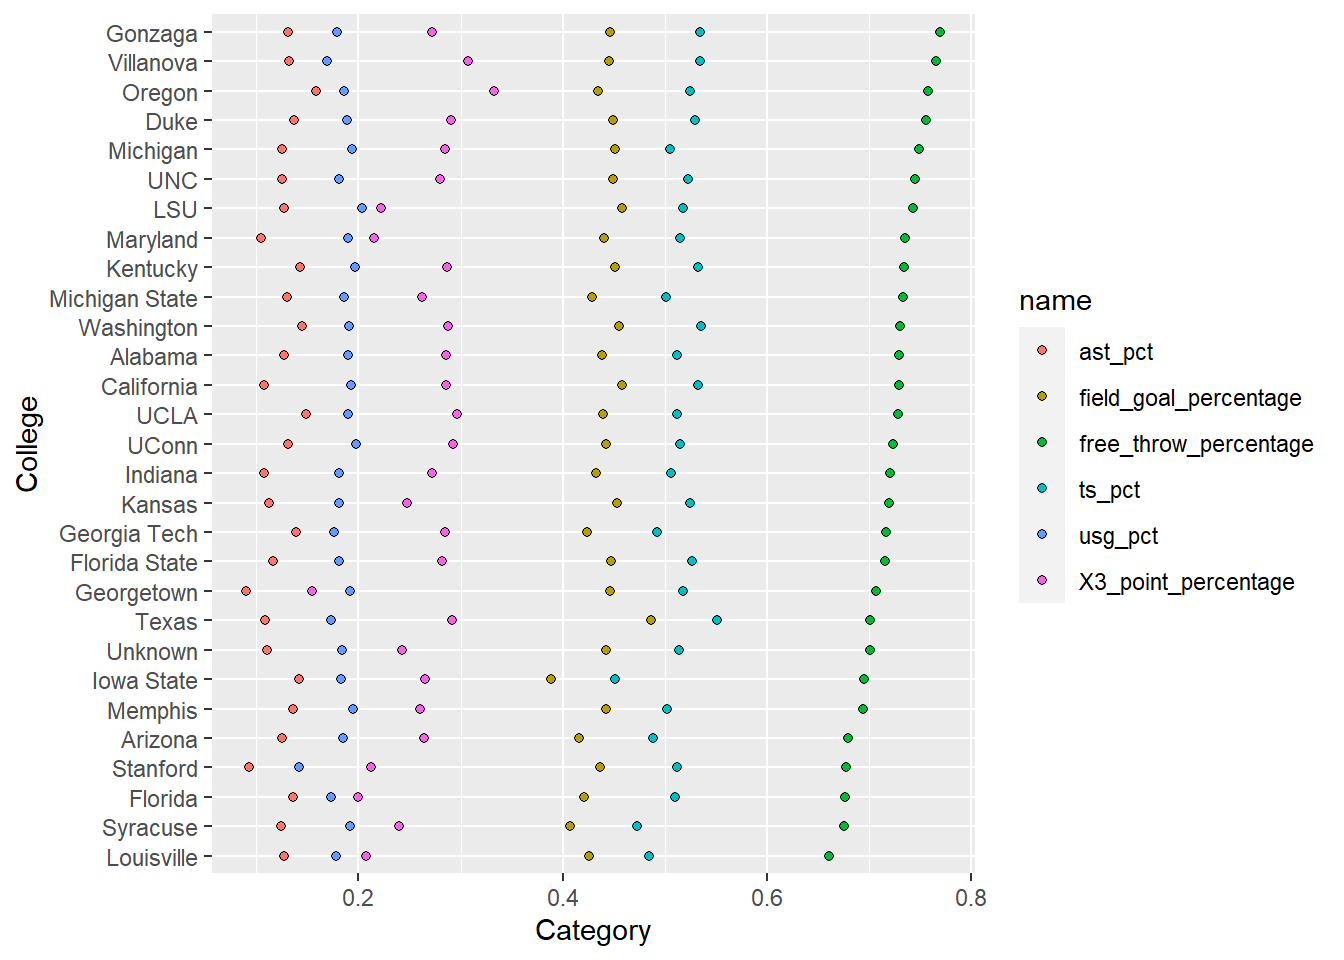 Gonzaga
Villanova
Oregon
Duke
Michigan
UNC
LSU
Maryland
Kentucky
Michigan State
Washington
Alabama
California
UCLA
UConn
Indiana
Kansas
Georgia Tech
Florida State
Georgetown
Texas
Unknown
Iowa State
Memphis
Arizona
Stanford
Florida
Syracuse
Louisville
College
0.2 0.4 0.6 0.8
Category
name
ast_pct
field_goal_percentage
free_throw_percentage
ts_pct
usg_pct
X3_point_percentage